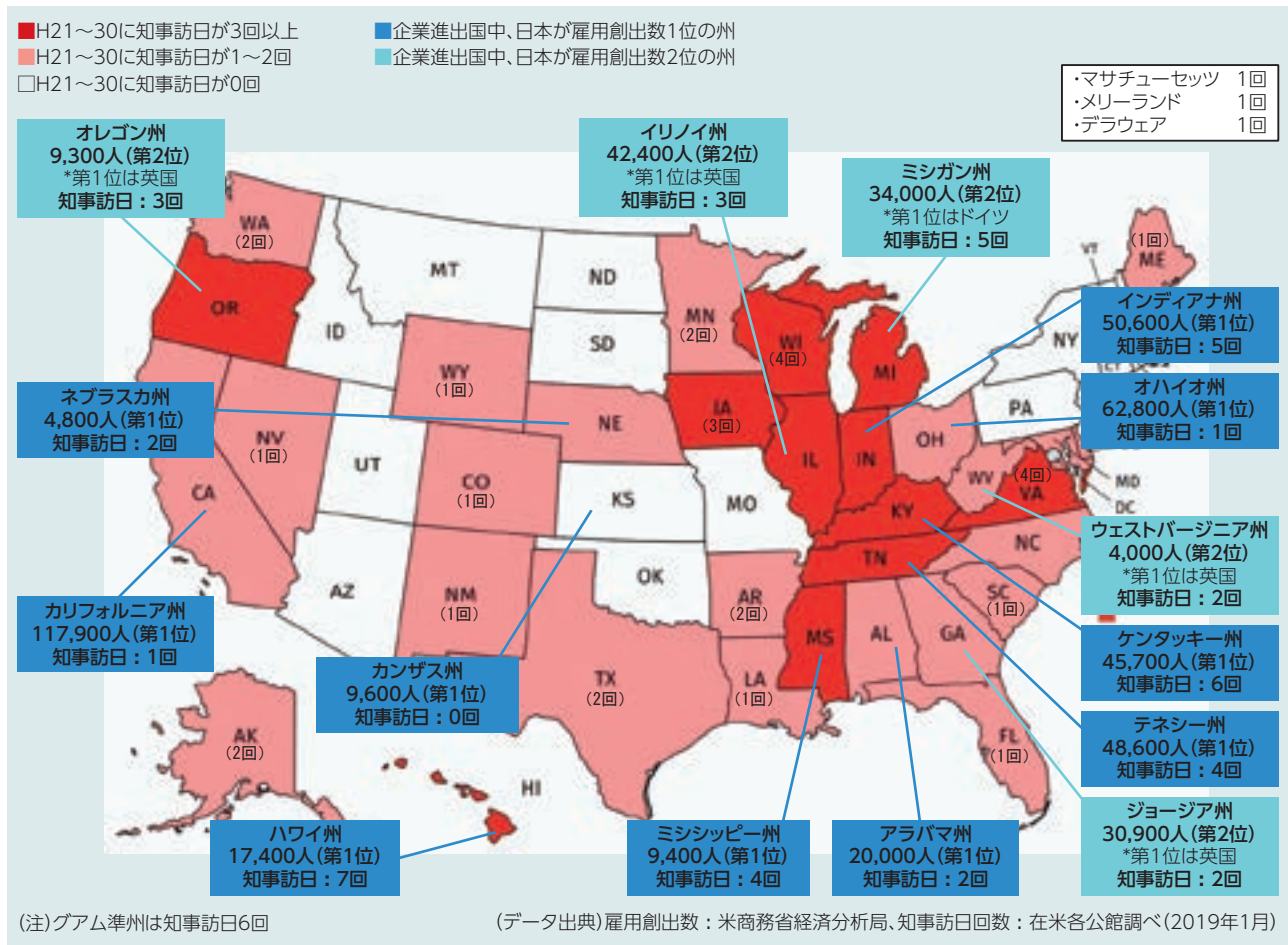 ■H21～30に知事訪日が3回以上
■H21～30に知事訪日が1～2回
□H21～30に知事訪日が0回
■企業進出国中、日本が雇用創出数1位の州
■企業進出国中、日本が雇用創出数2位の州
・マサチューセッツ 1回
・メリーランド 1回
・デラウェア 1回
オレゴン州
9,300人(第2位)
*第1位は英国
知事訪日：3回
イリノイ州
42,400人(第2位)
*第1位は英国
知事訪日：3回
ミシガン州
34,000人(第2位)
*第1位はドイツ
知事訪日：5回
インディアナ州
50,600人(第1位)
知事訪日：5回
オハイオ州
62,800人(第1位)
知事訪日：1回
ネブラスカ州
4,800人(第1位)
知事訪日：2回
ウェストバージニア州
4,000人(第2位)
*第1位は英国
知事訪日：2回
カリフォルニア州
117,900人(第1位)
知事訪日：1回
カンザス州
9,600人(第1位)
知事訪日：0回
ケンタッキー州
45,700人(第1位)
知事訪日：6回
テネシー州
48,600人(第1位)
知事訪日：4回
ジョージア州
30,900人(第2位)
*第1位は英国
知事訪日：2回
ハワイ州
17,400人(第1位)
知事訪日：7回
ミシシッピー州
9,400人(第1位)
知事訪日：4回
アラバマ州
20,000人(第1位)
知事訪日：2回
WA
(2回)
OR
MT
ID
ND
SD
MN
(2回)
WI
(4回)
MI
VT
(1回)
ME
NY
WY
(1回)
NE
IA
(3回)
PA
NV
(1回)
UT
CO
(1回)
KS
MO
IL
IN
OH
WV
(4回)
VA
MD
DC
CA
KY
NC
AZ
NM
(1回)
OK
AR
(2回)
TN
SC
(1回)
MS
AL
GA
TX
(2回)
LA
(1回)
FL
(1回)
AK
(2回)
HI
(注)グアム準州は知事訪日6回
(データ出典)雇用創出数：米商務省経済分析局、知事訪日回数：在米各公館調べ(2019年1月)